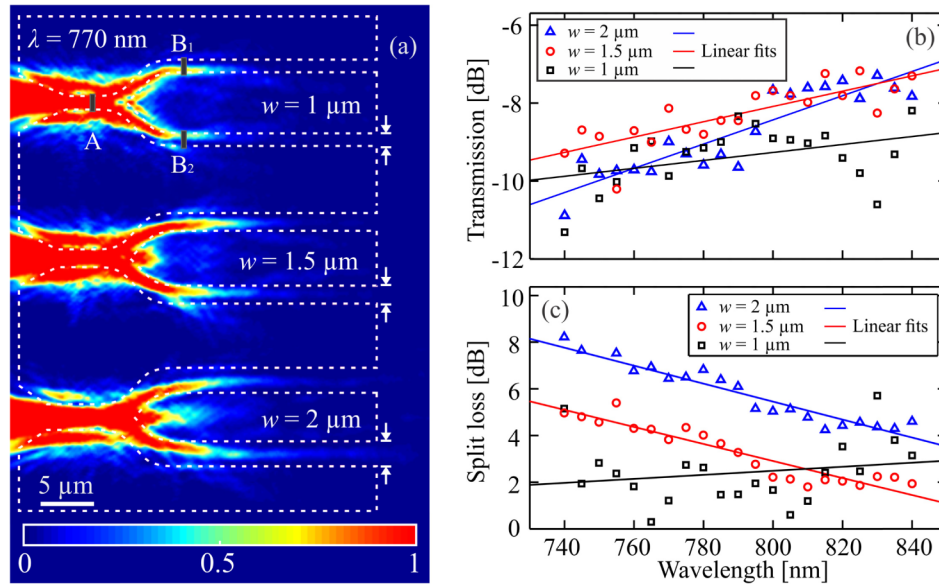 λ = 770 nm
(a)
B1
w = 1 μm
A
B2
w = 1.5 μm
w = 2 μm
5 μm
0
0.5
1
Transmission [dB]
-6
-8
-10
-12
w = 2 μm
w = 1.5 μm
w = 1 μm
Linear fits
(b)
Split loss [dB]
10
8
6
4
2
0
(c)
w = 2 μm
w = 1.5 μm
w = 1 μm
Linear fits
740
760
780
800
820
840
Wavelength [nm]